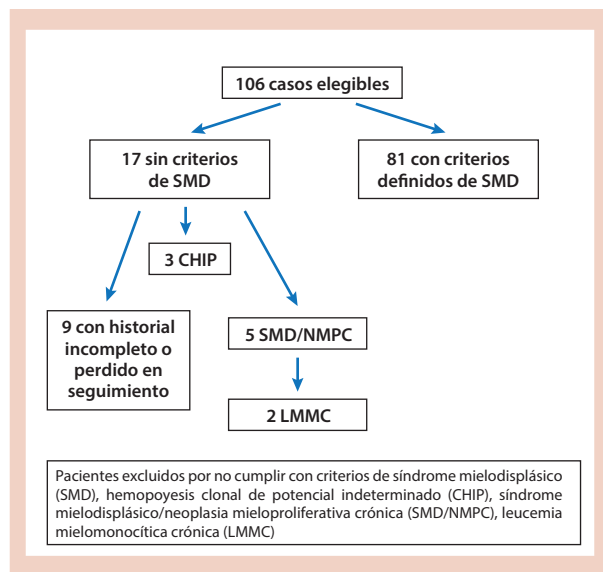 106 casos elegibles
17 sin criterios
de SMD
81 con criterios
definidos de SMD
3 CHIP
9 con historial
incompleto o
perdido en
seguimiento
5 SMD/NMPC
2 LMMC
Pacientes excluidos por no cumplir con criterios de síndrome mielodisplásico
(SMD), hemopoyesis clonal de potencial indeterminado (CHIP), síndrome
mielodisplásico/neoplasia mieloproliferativa crónica (SMD/NMPC), leucemia
mielomonocítica crónica (LMMC)